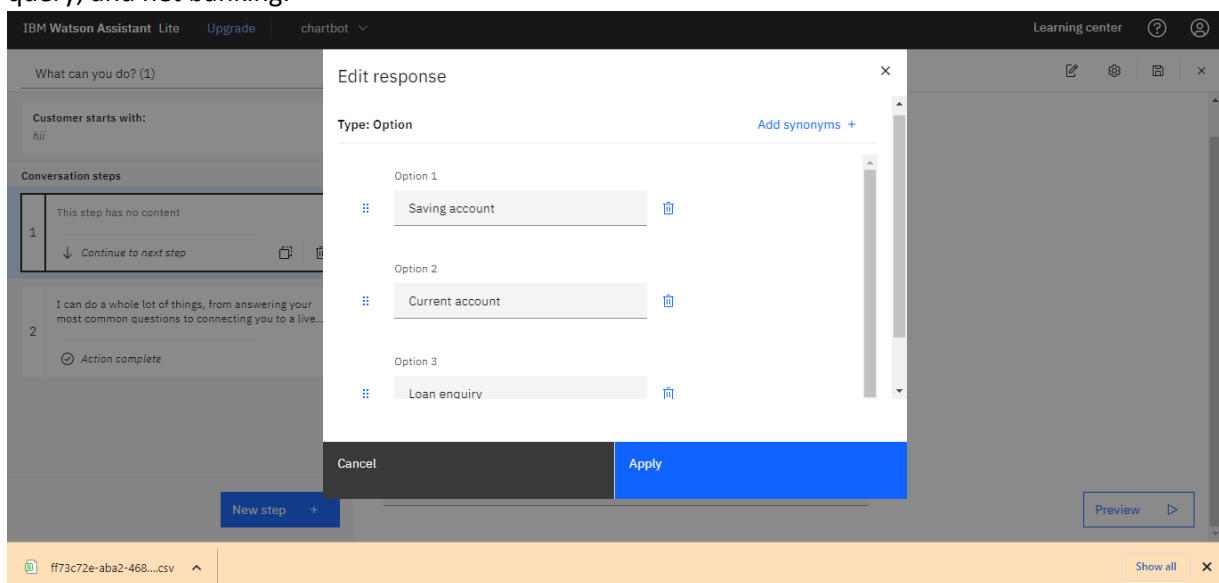 query, and net banking.
IBM Watson Assistant Lite Upgrade chartbot Learning center
What can you do? (1)
Customer starts with:
hii
Conversation steps
1
This step has no content
Continue to next step
2
I can do a whole lot of things, from answering your
most common questions to connecting you to a live...
Action complete
New step +
Edit response
Type: Option Add synonyms +
Option 1
Saving account
Option 2
Current account
Option 3
Loan enquiry
Cancel Apply
Preview
ff73c72e-aba2-468....csv Show all